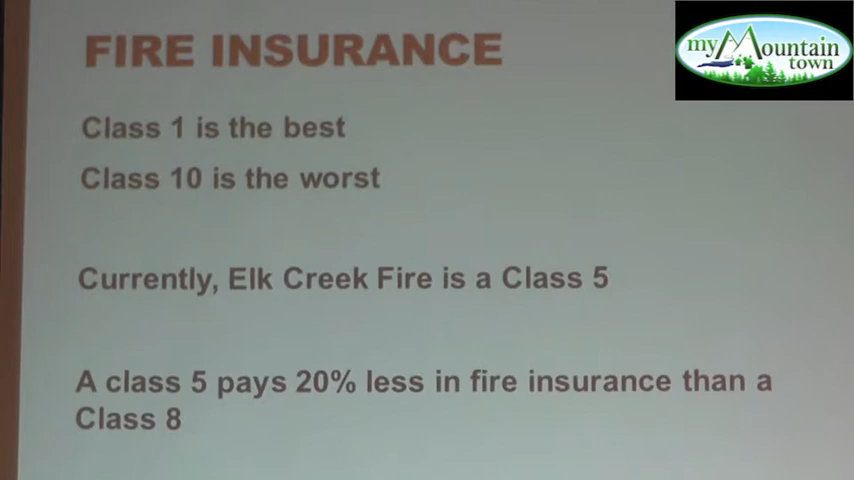 FIRE INSURANCE
my Mountain
town
Class 1 is the best
Class 10 is the worst
Currently, Elk Creek Fire is a Class 5
A class 5 pays 20% less in fire insurance than a
Class 8